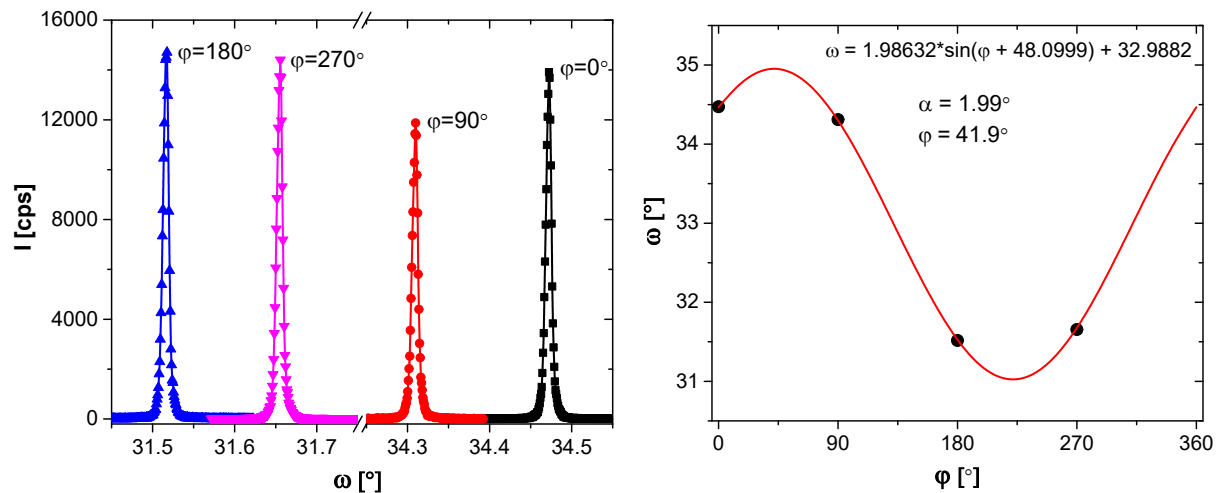 16000
12000
8000
4000
0
I [cps]
φ=180°
φ=270°
φ=90°
φ=0°
31.5
31.6
31.7
34.3
34.4
34.5
ω [°]
35
34
33
32
31
ω [°]
ω = 1.98632*sin(φ + 48.0999) + 32.9882
α = 1.99°
φ = 41.9°
0
90
180
270
360
φ [°]